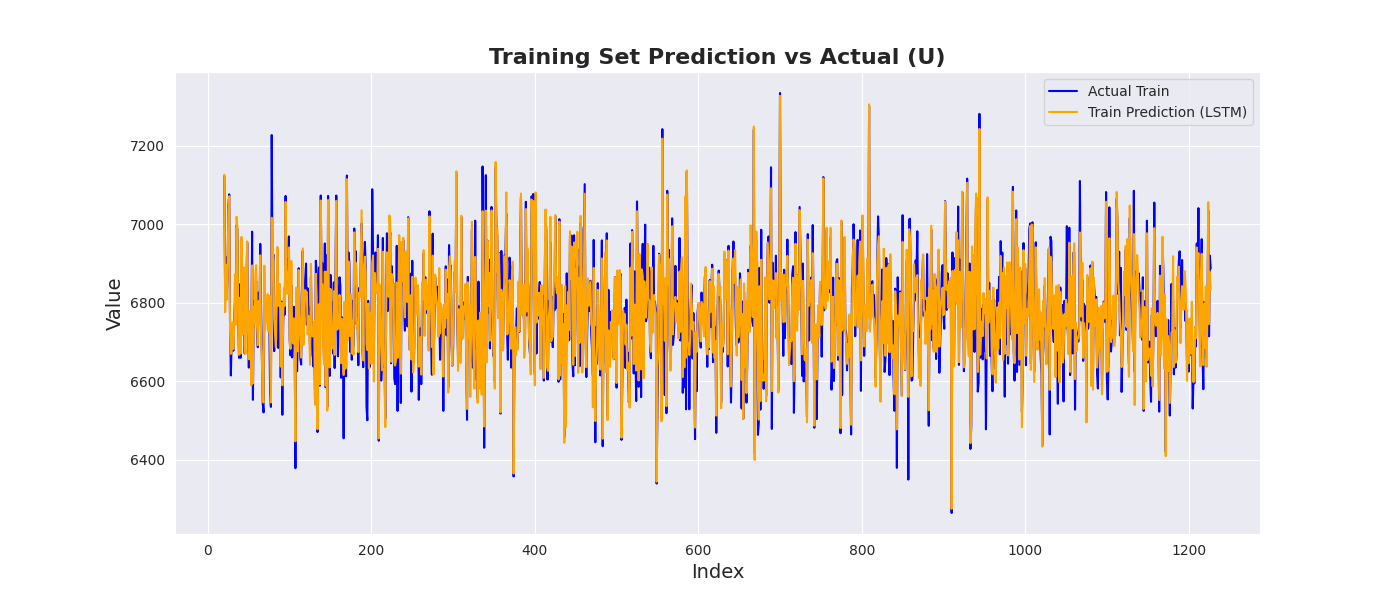 Training Set Prediction vs Actual (U)
Actual Train
Train Prediction (LSTM)
7200
7000
6800
6600
6400
Value
0 200 400 600 800 1000 1200
Index